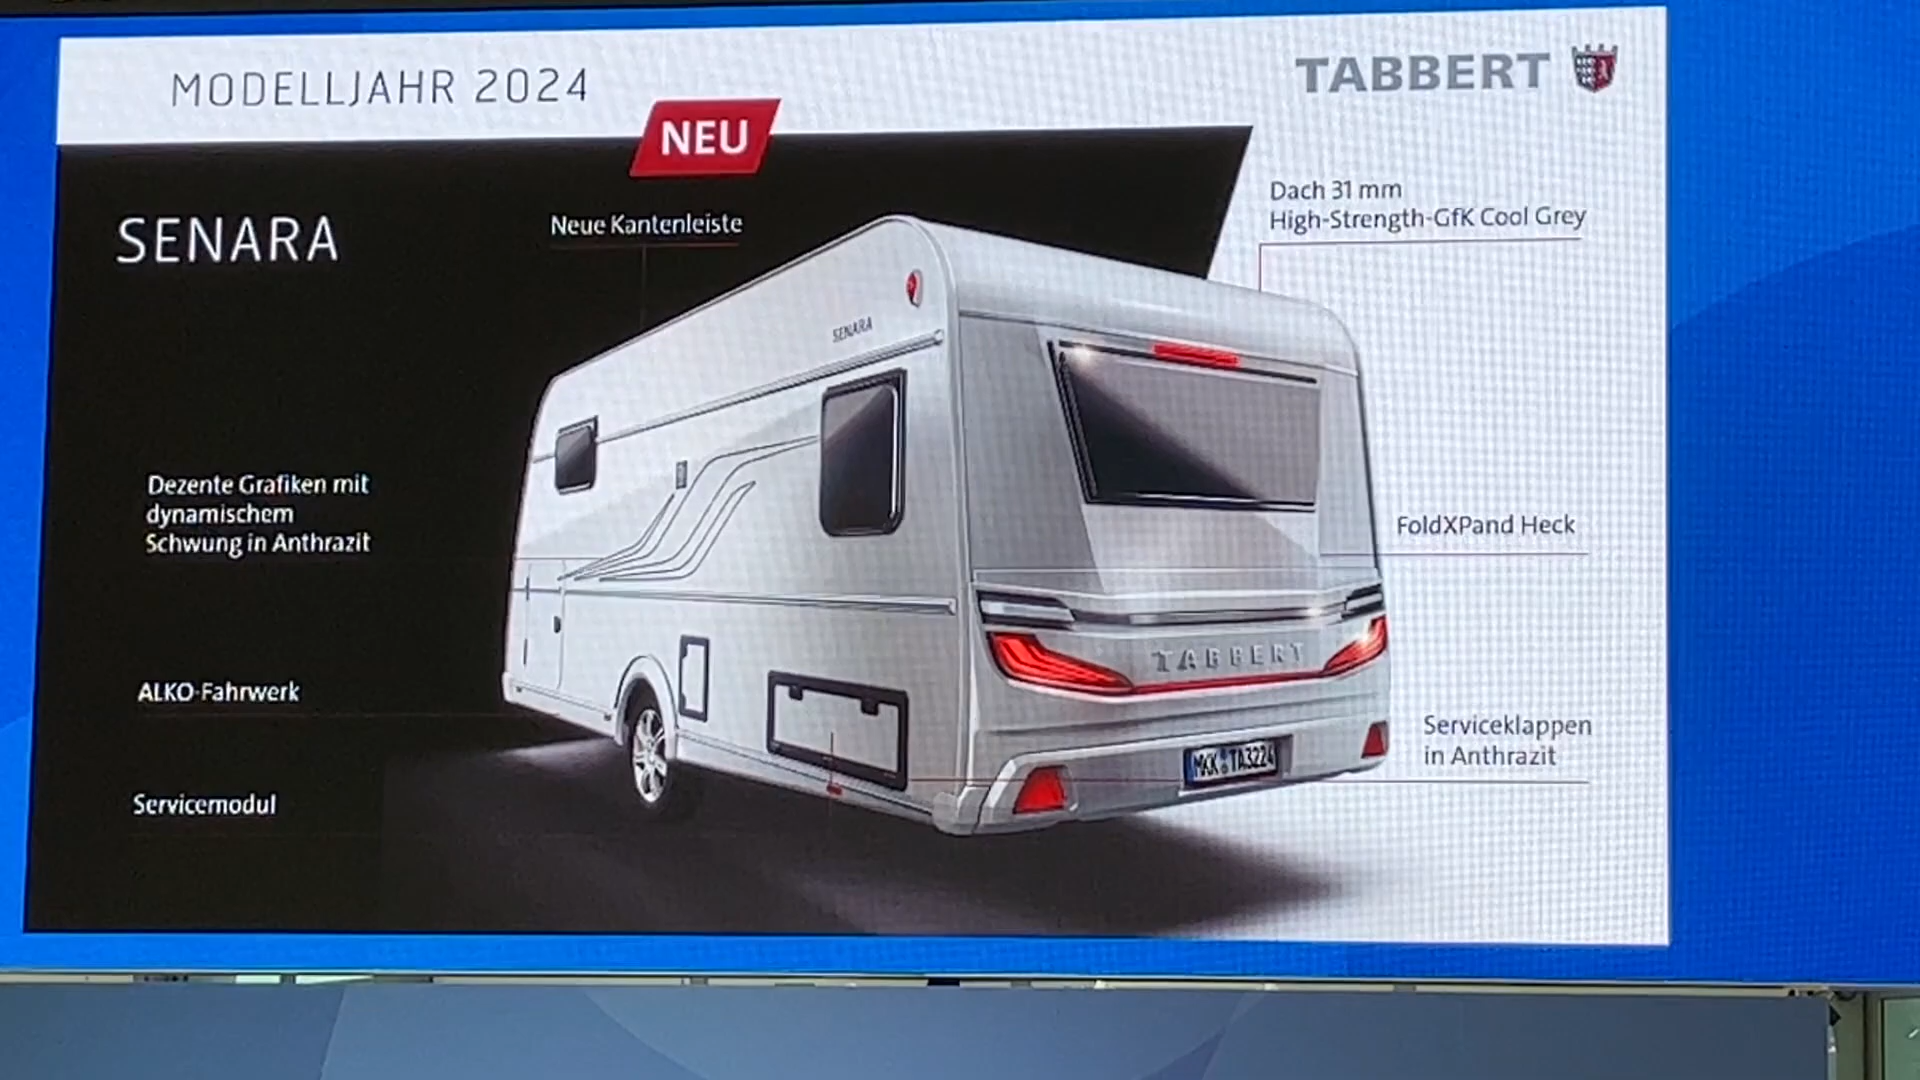 MODELLJAHR 2024
TABBERT
NEU
SENARA
Neue Kantenleiste
Dach 31 mm
High-Strength-GfK Cool Grey
SENARA
Dezente Grafiken mit
dynamischem
Schwung in Anthrazit
FoldXPand Heck
TABBERT
ALKO-Fahrwerk
Serviceklappen
in Anthrazit
MKK TA3224
Servicemodul